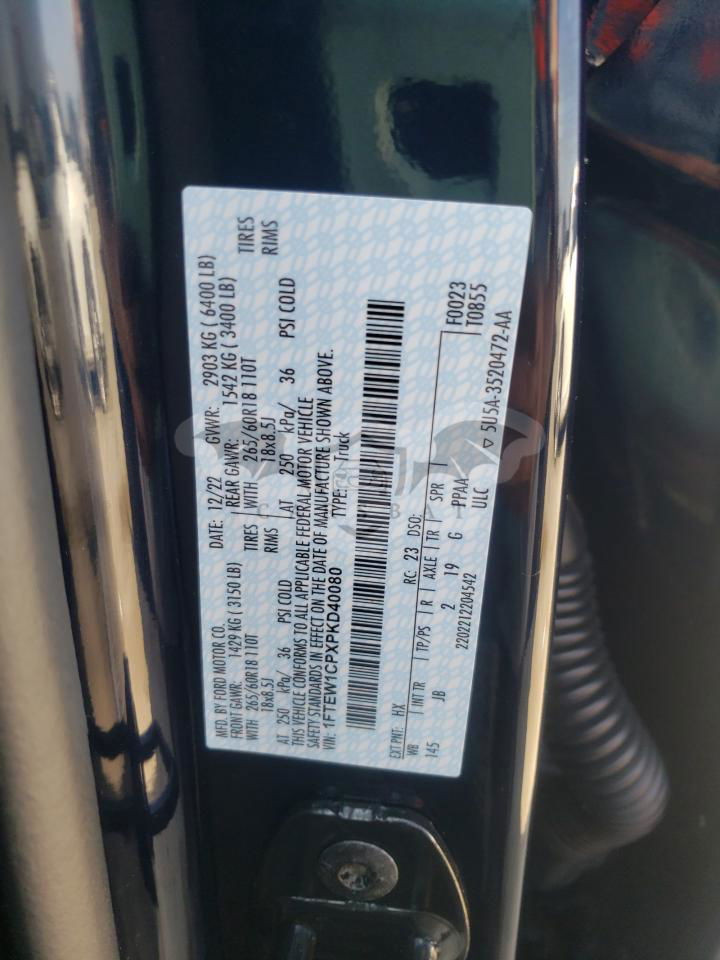 MFD. BY FORD MOTOR CO. DATE: 12/22 GVWR: 2903 KG ( 6400 LB)
FRONT GAWR: 1429 KG ( 3150 LB) REAR GAWR: 1542 KG ( 3400 LB)
WITH 265/60R18 110T TIRES WITH 265/60R18 110T TIRES
18x8.5J RIMS 18x8.5J RIMS
AT 250 kPa/ 36 PSI COLD AT 250 kPa/ 36 PSI COLD
THIS VEHICLE CONFORMS TO ALL APPLICABLE FEDERAL MOTOR VEHICLE
SAFETY STANDARDS IN EFFECT ON THE DATE OF MANUFACTURE SHOWN ABOVE.
VIN: 1FTEW1CPXPKD40080 TYPE: Truck
EXT PNT: HX RC: 23 DSO: F0023
WB INT TR TP/PS R AXLE TR SPR T0855
145 JB 2 19 G PPAA
2202212204542 ULC ▽ 5U5A-3520472-AA